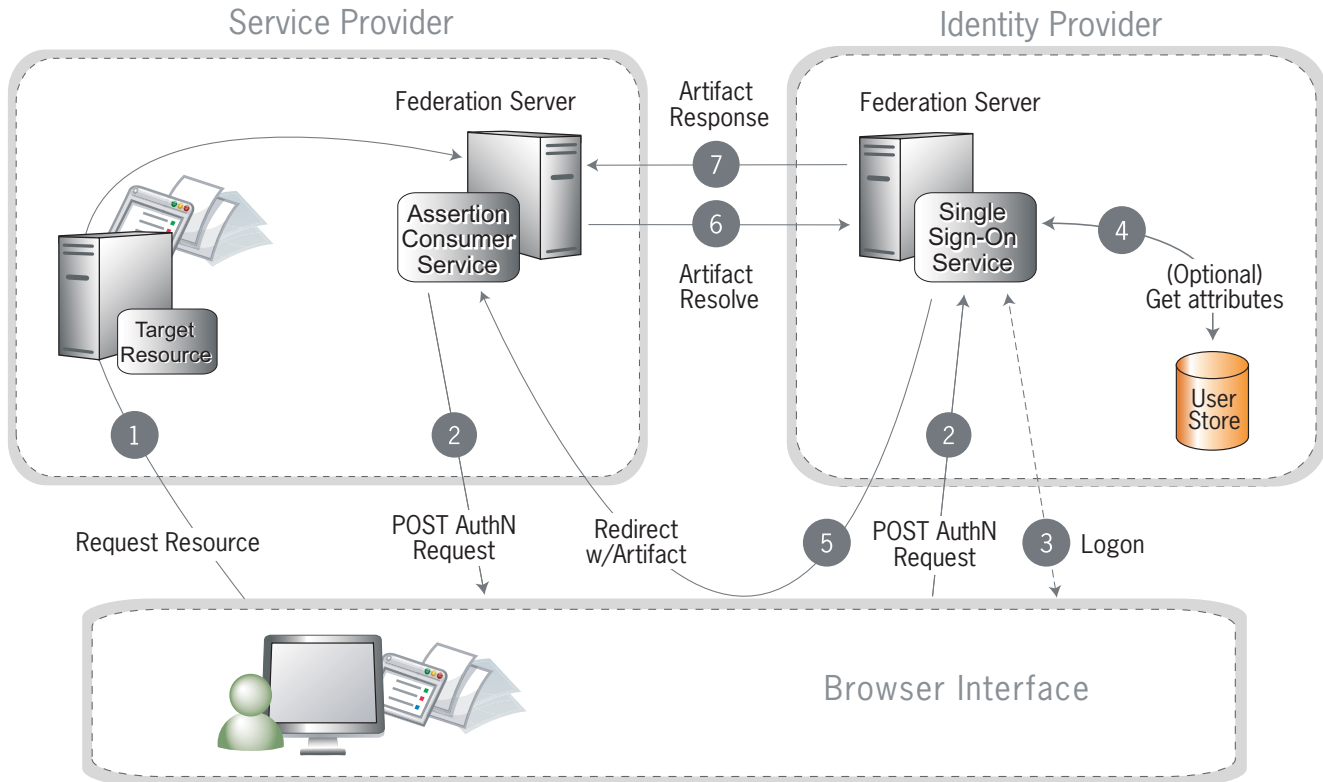 Service Provider
Identity Provider
Federation Server
Artifact
Response
Federation Server
7
Assertion
Consumer
Service
6
Single
Sign-On
Service
4
Artifact
Resolve
(Optional)
Get attributes
Target
Resource
User
Store
1
2
2
Request Resource
POST AuthN
Request
Redirect
w/Artifact
5
POST AuthN
Request
3
Logon
Browser Interface